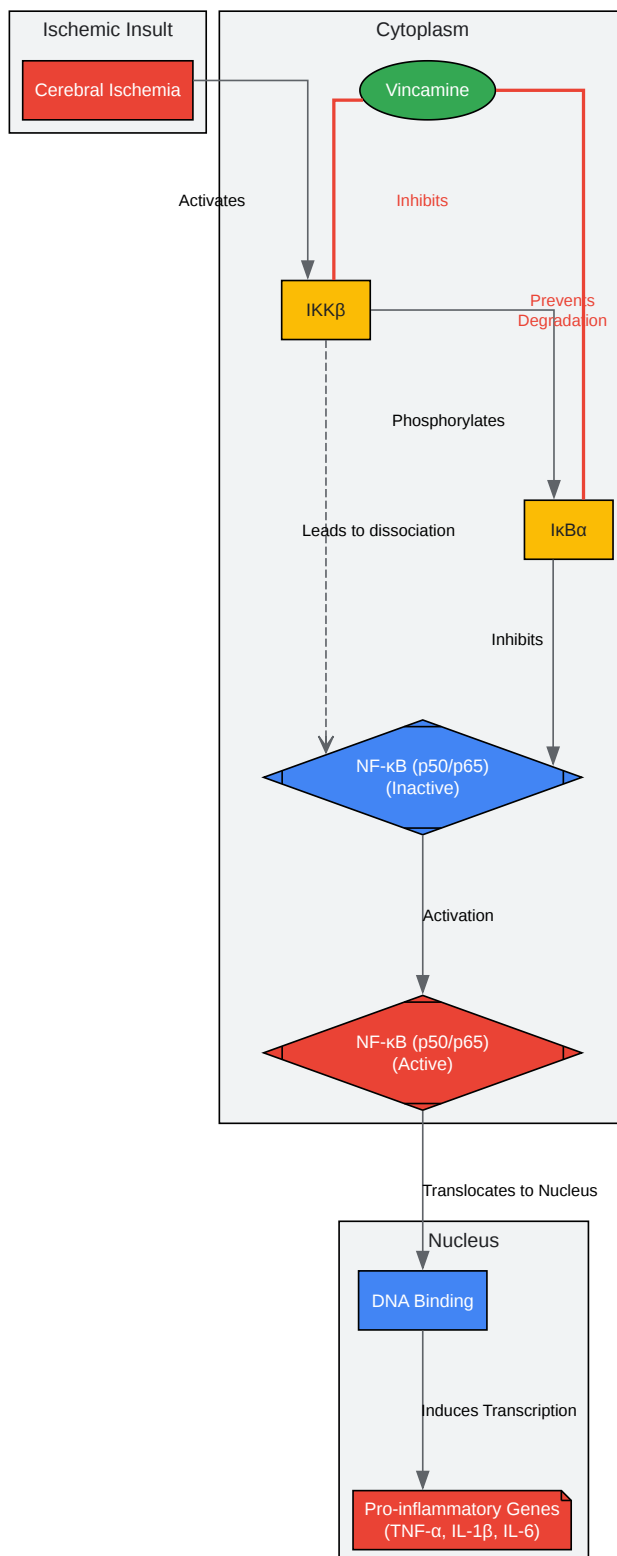 Ischemic Insult
Cytoplasm
Cerebral Ischemia
Vincamine
Activates
Inhibits
IKKβ
Prevents
Degradation
Phosphorylates
Leads to dissociation
IκBα
Inhibits
NF-κB (p50/p65)
(Inactive)
Activation
NF-κB (p50/p65)
(Active)
Translocates to Nucleus
Nucleus
DNA Binding
Induces Transcription
Pro-inflammatory Genes
(TNF-α, IL-1β, IL-6)